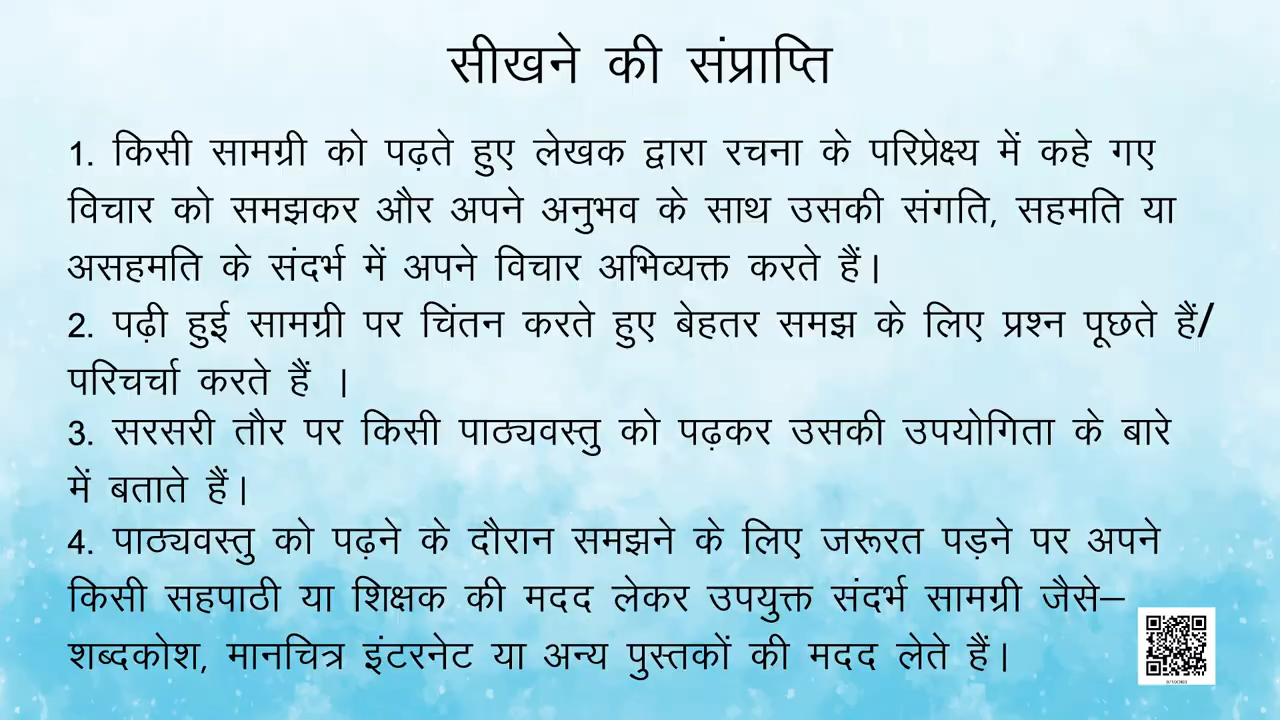 सीखने की संप्राप्ति
1. किसी सामग्री को पढ़ते हुए लेखक द्वारा रचना के परिप्रेक्ष्य में कहे गए
विचार को समझकर और अपने अनुभव के साथ उसकी संगति, सहमति या
असहमति के संदर्भ में अपने विचार अभिव्यक्त करते हैं।
2. पढ़ी हुई सामग्री पर चिंतन करते हुए बेहतर समझ के लिए प्रश्न पूछते हैं/
परिचर्चा करते हैं ।
3. सरसरी तौर पर किसी पाठ्यवस्तु को पढ़कर उसकी उपयोगिता के बारे
में बताते हैं।
4. पाठ्यवस्तु को पढ़ने के दौरान समझने के लिए जरूरत पड़ने पर अपने
किसी सहपाठी या शिक्षक की मदद लेकर उपयुक्त संदर्भ सामग्री जैसे–
शब्दकोश, मानचित्र इंटरनेट या अन्य पुस्तकों की मदद लेते हैं।